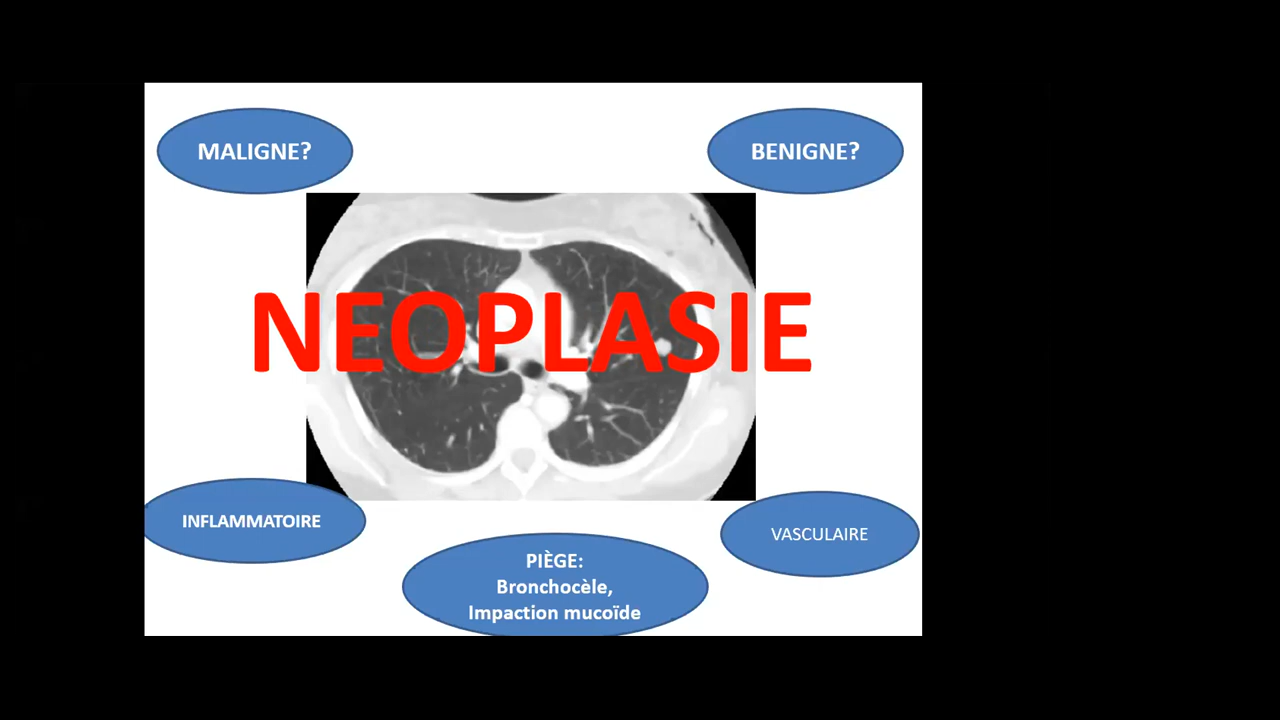 MALIGNE?
BENIGNE?
NEOPLASIE
INFLAMMATOIRE
VASCULAIRE
PIÈGE:
Bronchocèle,
Impaction mucoïde